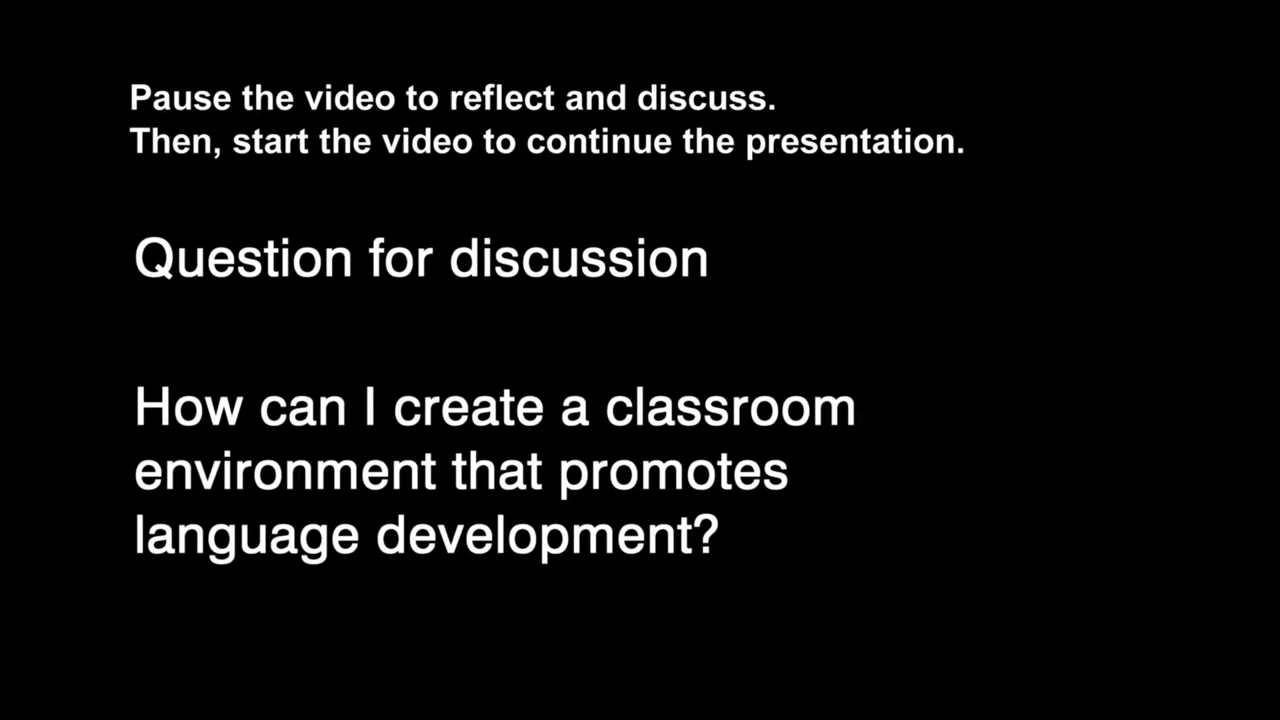 Pause the video to reflect and discuss.
Then, start the video to continue the presentation.
Question for discussion
How can I create a classroom
environment that promotes
language development?